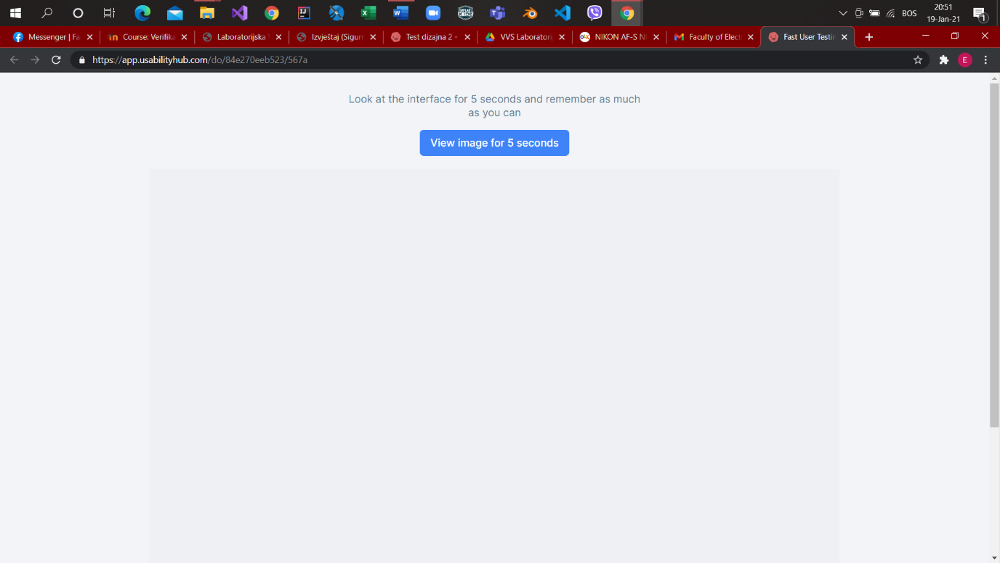 20:51
BOS
19-Jan-21
1
Messenger | Fa
Course: Verifika
Laboratorijska V
Izvještaj (Sigurn
Test dizajna 2 •
VVS Laboratorij
OLX
NIKON AF-S NI
Faculty of Elect
Fast User Testin
https://app.usabilityhub.com/do/84e270eeb523/567a
E
Look at the interface for 5 seconds and remember as much
as you can
View image for 5 seconds